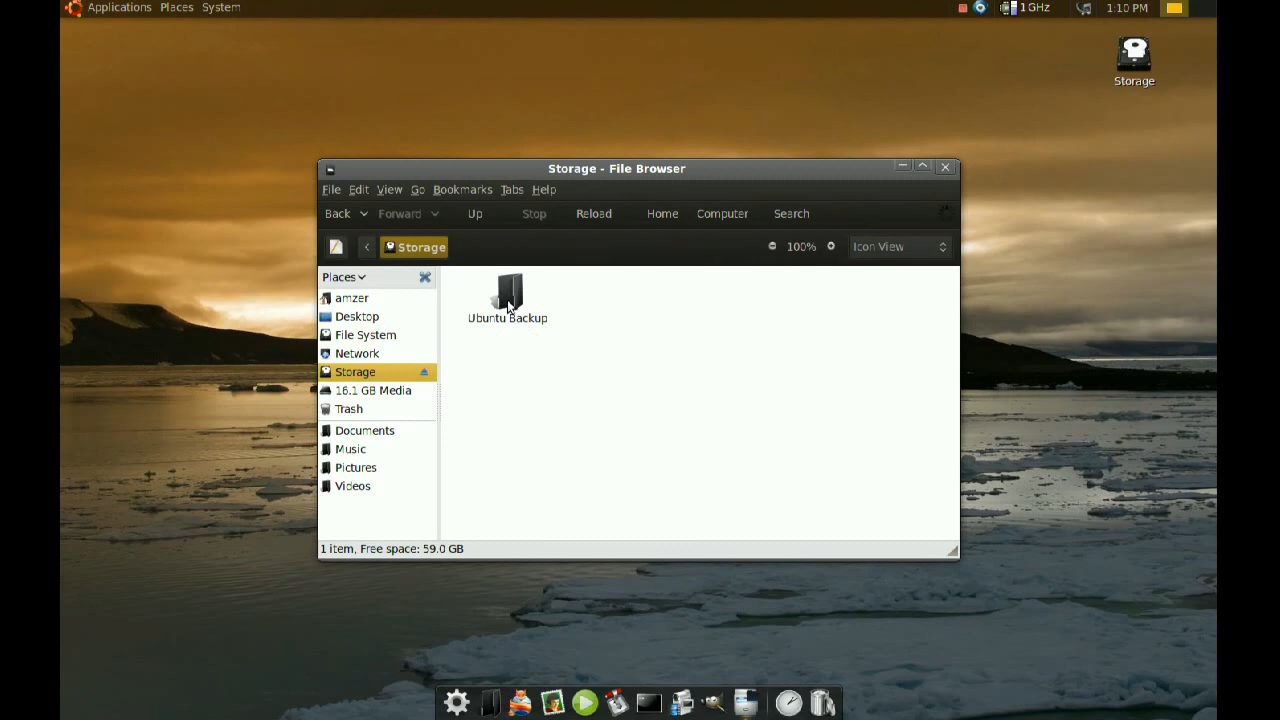 Applications Places System 1 GHz 1:10 PM
Storage
Storage - File Browser
File Edit View Go Bookmarks Tabs Help
Back Forward Up Stop Reload Home Computer Search
Storage 100% Icon View
Places
amzer
Desktop
File System
Network
Storage
16.1 GB Media
Trash
Documents
Music
Pictures
Videos
Ubuntu Backup
1 item, Free space: 59.0 GB